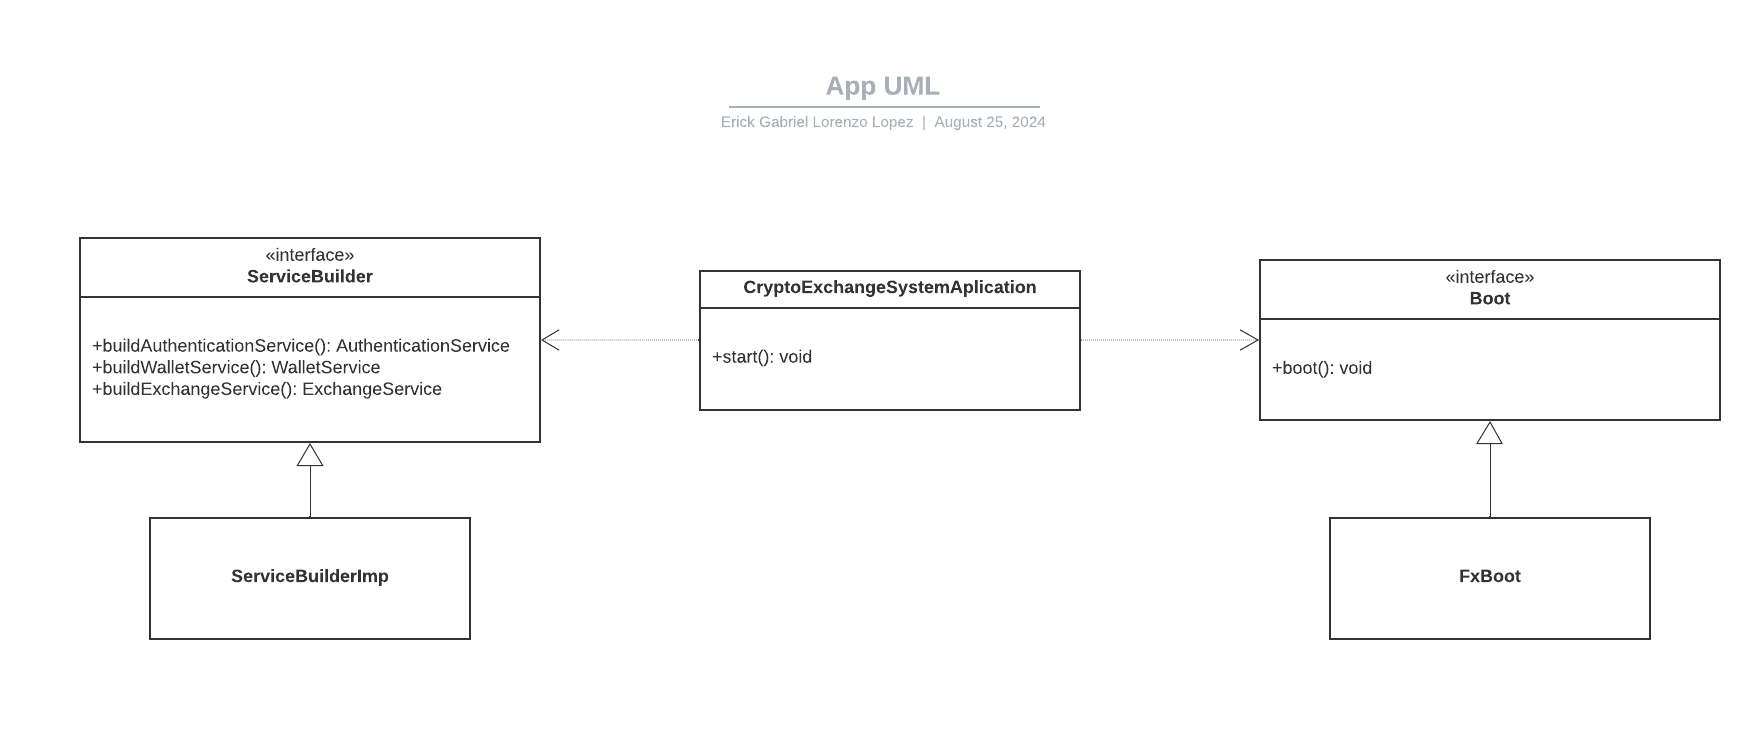 App UML
Erick Gabriel Lorenzo Lopez | August 25, 2024
«interface»
ServiceBuilder
+buildAuthenticationService(): AuthenticationService
+buildWalletService(): WalletService
+buildExchangeService(): ExchangeService
CryptoExchangeSystemAplication
+start(): void
«interface»
Boot
+boot(): void
ServiceBuilderImp
FxBoot